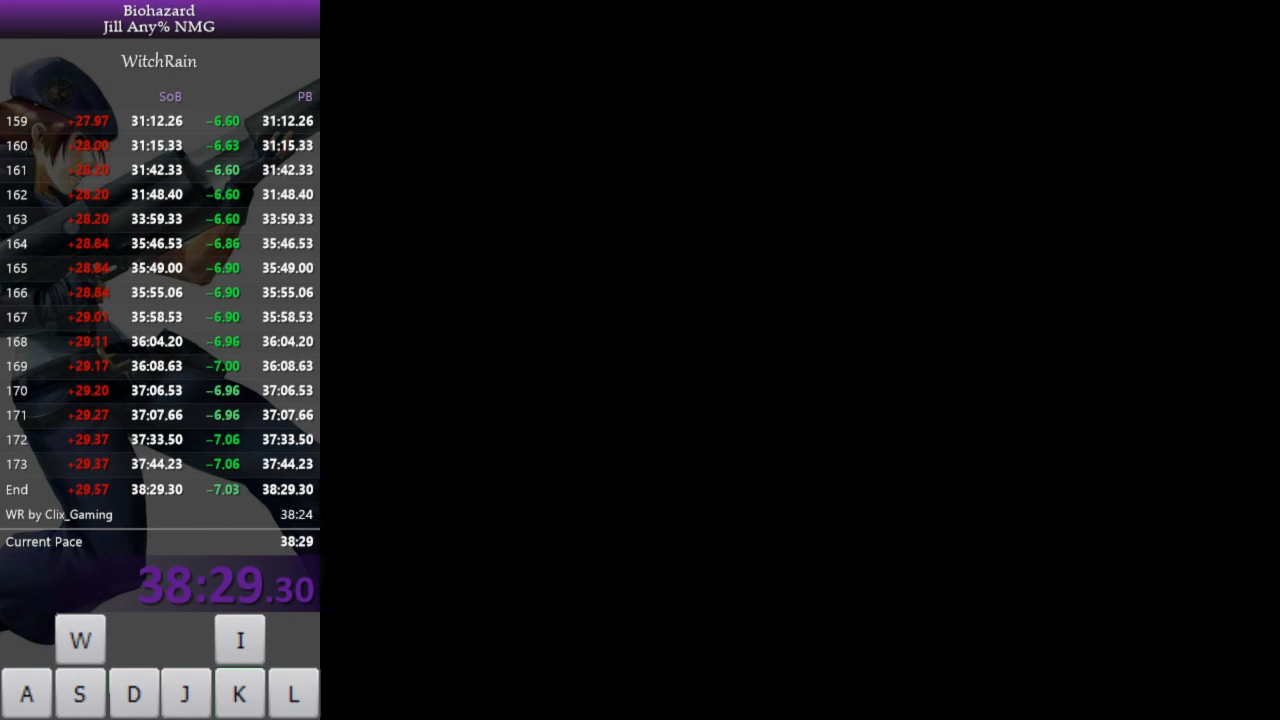 Biohazard
Jill Any% NMG
WitchRain
SoB PB
159 +27.97 31:12.26 −6.60 31:12.26
160 +28.00 31:15.33 −6.63 31:15.33
161 +28.20 31:42.33 −6.60 31:42.33
162 +28.20 31:48.40 −6.60 31:48.40
163 +28.20 33:59.33 −6.60 33:59.33
164 +28.84 35:46.53 −6.86 35:46.53
165 +28.84 35:49.00 −6.90 35:49.00
166 +28.84 35:55.06 −6.90 35:55.06
167 +29.01 35:58.53 −6.90 35:58.53
168 +29.11 36:04.20 −6.96 36:04.20
169 +29.17 36:08.63 −7.00 36:08.63
170 +29.20 37:06.53 −6.96 37:06.53
171 +29.27 37:07.66 −6.96 37:07.66
172 +29.37 37:33.50 −7.06 37:33.50
173 +29.37 37:44.23 −7.06 37:44.23
End +29.57 38:29.30 −7.03 38:29.30
WR by Clix_Gaming 38:24
Current Pace 38:29
38:29.30
W I
A S D J K L